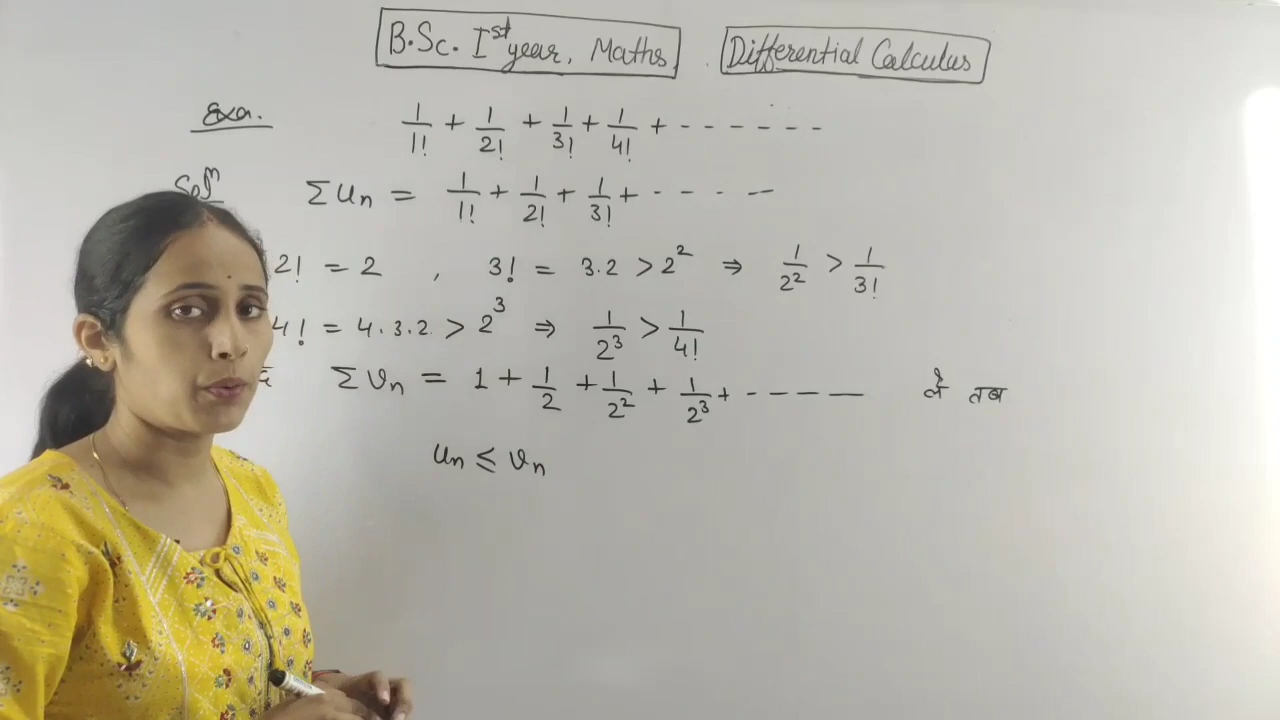 B.Sc. Ist year, Maths, Differential Calculus
Exa. 1/1! + 1/2! + 1/3! + 1/4! + - - - - - -
Solⁿ Σ uₙ = 1/1! + 1/2! + 1/3! + - - - -
2! = 2 , 3! = 3.2 > 2² ⇒ 1/2² > 1/3!
4! = 4.3.2. > 2³ ⇒ 1/2³ > 1/4!
Σ vₙ = 1 + 1/2 + 1/2² + 1/2³ + - - - - - ले तब
uₙ ≤ vₙ